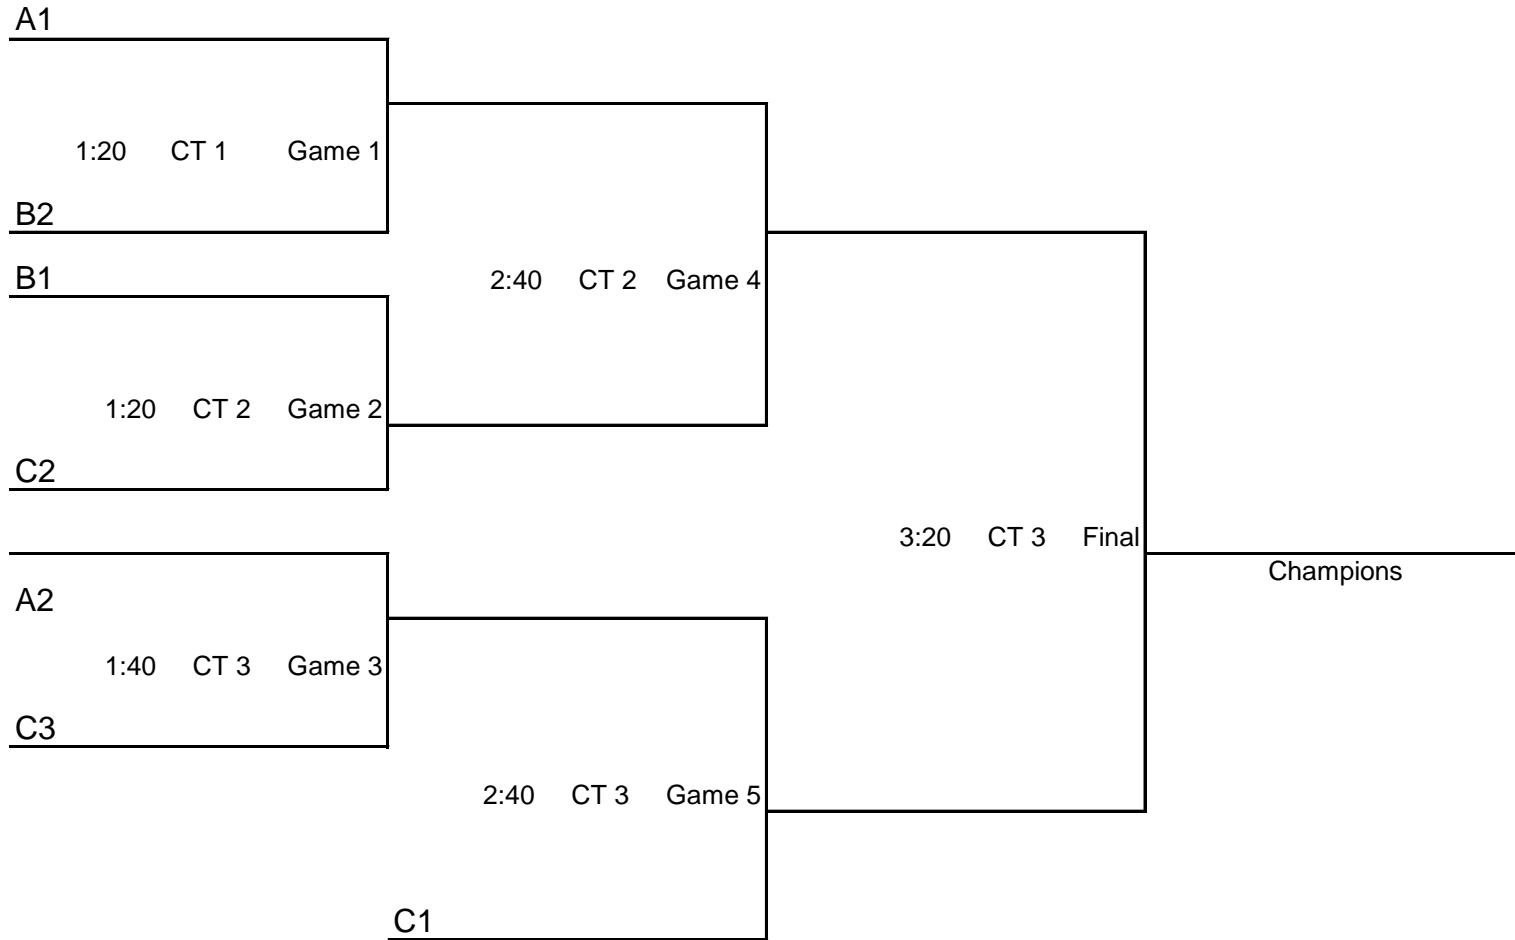 A1
1:20 CT 1 Game 1
B2
B1
2:40 CT 2 Game 4
1:20 CT 2 Game 2
C2
3:20 CT 3 Final
Champions
A2
1:40 CT 3 Game 3
C3
2:40 CT 3 Game 5
C1